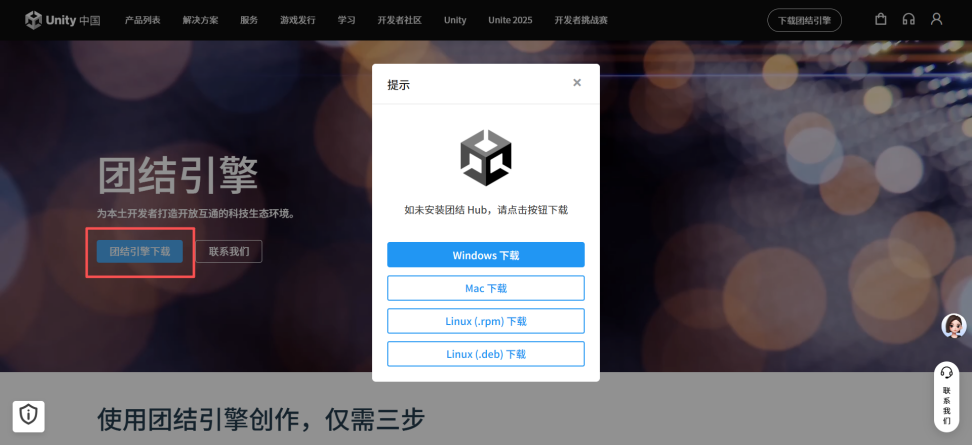 Unity 中国 产品列表 解决方案 服务 游戏发行 学习 开发者社区 Unity Unite 2025 开发者挑战赛 下载团结引擎
提示
如未安装团结 Hub，请点击按钮下载
Windows 下载
Mac 下载
Linux (.rpm) 下载
Linux (.deb) 下载
团结引擎
为本土开发者打造开放互通的科技生态环境。
团结引擎下载 联系我们
使用团结引擎创作，仅需三步
联系我们